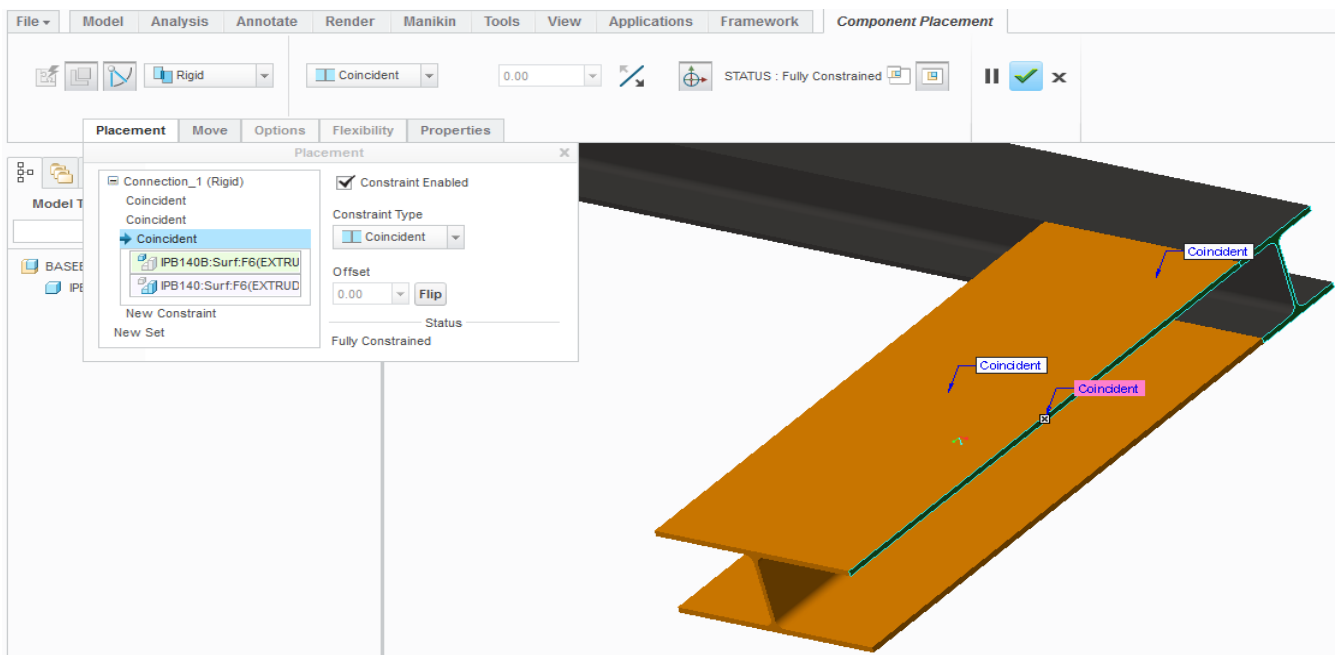 File Model Analysis Annotate Render Manikin Tools View Applications Framework Component Placement
Rigid Coincident 0.00 STATUS : Fully Constrained
Placement Move Options Flexibility Properties
Placement
Connection_1 (Rigid)
Coincident
Coincident
Coincident
IPB140B:Surf:F6(EXTRU
IPB140:Surf:F6(EXTRUD
New Constraint
New Set
Constraint Enabled
Constraint Type
Coincident
Offset
0.00 Flip
Status
Fully Constrained
Model T
BASEE
IPE
Coincident
Coincident
Coincident